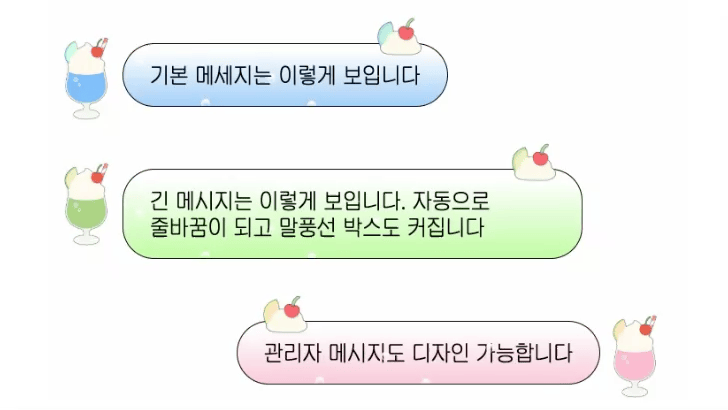 기본 메세지는 이렇게 보입니다
긴 메시지는 이렇게 보입니다. 자동으로
줄바꿈이 되고 말풍선 박스도 커집니다
관리자 메시지도 디자인 가능합니다